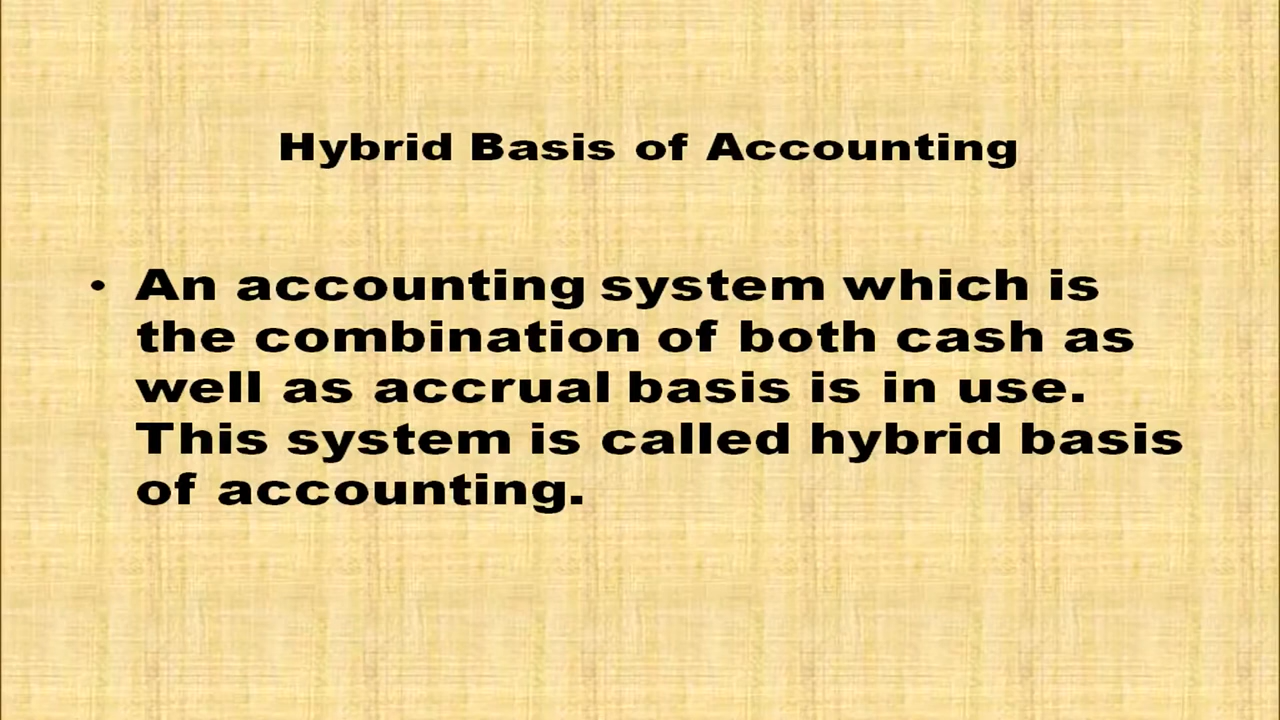 Hybrid Basis of Accounting
• An accounting system which is
the combination of both cash as
well as accrual basis is in use.
This system is called hybrid basis
of accounting.